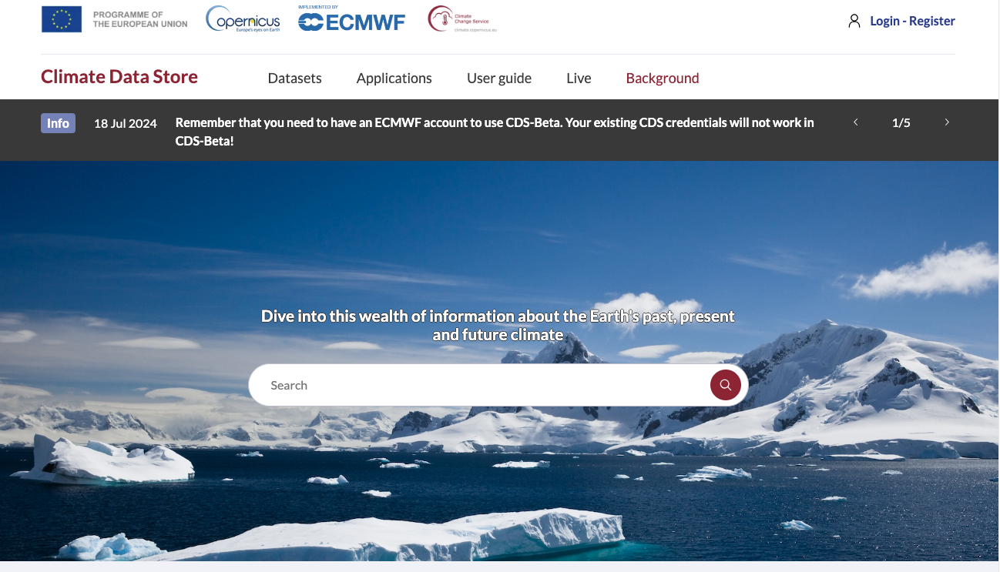 PROGRAMME OF
THE EUROPEAN UNION
opernicus
Europe's eyes on Earth
IMPLEMENTED BY
ECMWF
Climate
Change Service
climate.copernicus.eu
Login - Register
Climate Data Store
Datasets
Applications
User guide
Live
Background
Info
18 Jul 2024
Remember that you need to have an ECMWF account to use CDS-Beta. Your existing CDS credentials will not work in
CDS-Beta!
1/5
Dive into this wealth of information about the Earth's past, present
and future climate
Search